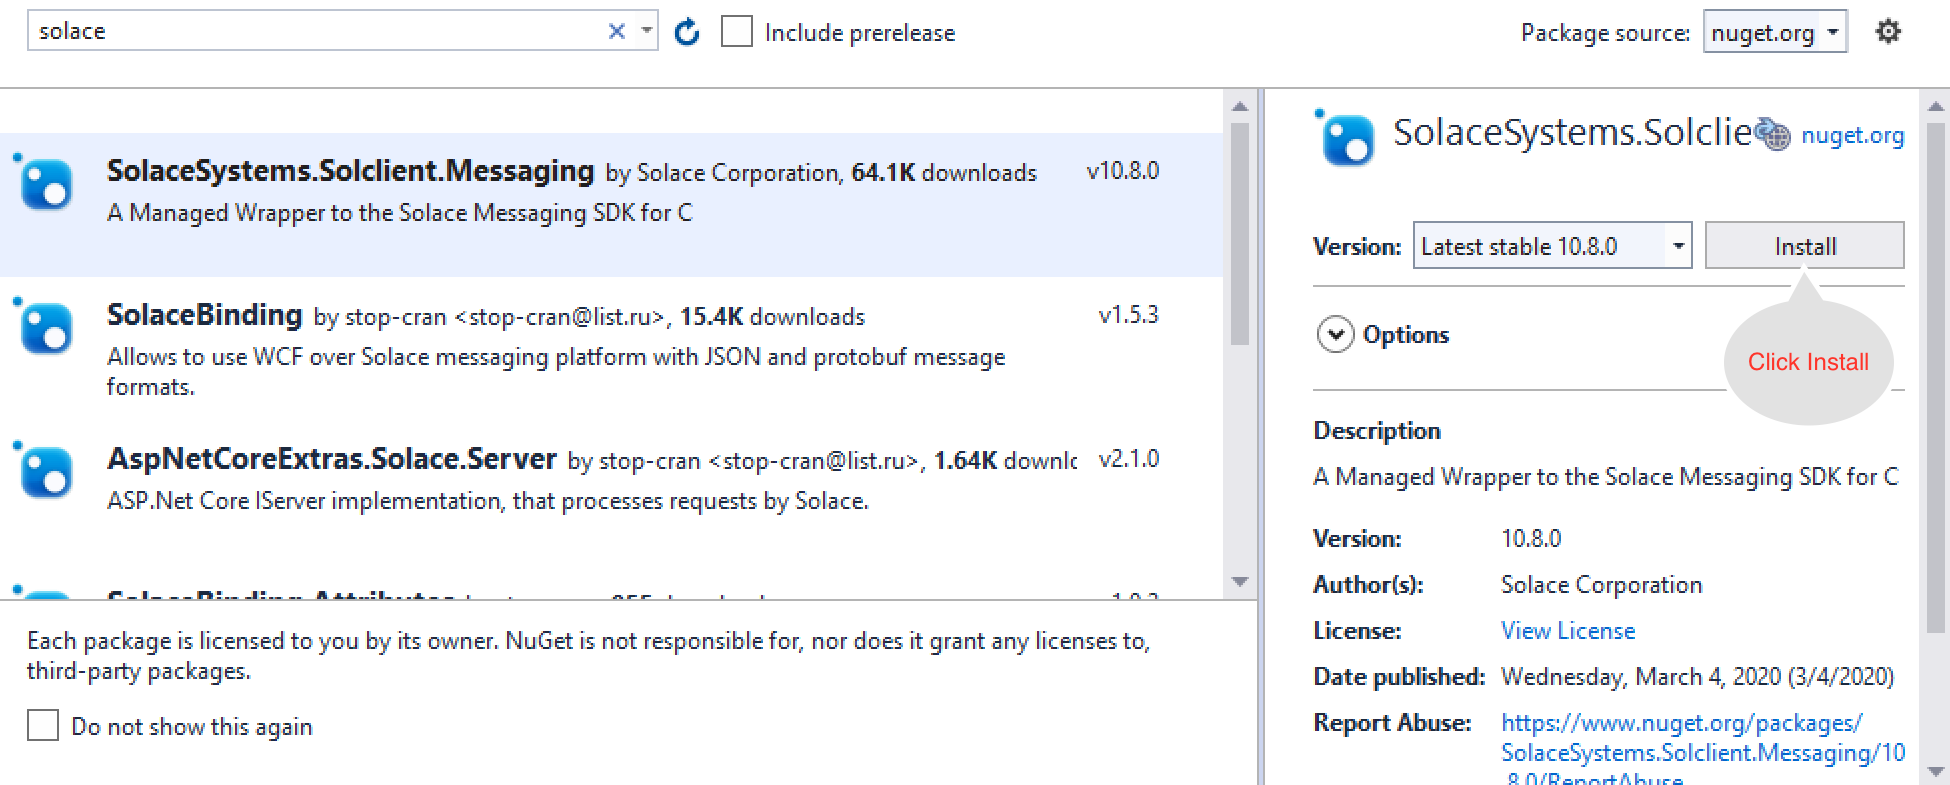 solace
Include prerelease
Package source: nuget.org
SolaceSystems.Solclient.Messaging by Solace Corporation, 64.1K downloads v10.8.0
A Managed Wrapper to the Solace Messaging SDK for C
SolaceBinding by stop-cran <stop-cran@list.ru>, 15.4K downloads v1.5.3
Allows to use WCF over Solace messaging platform with JSON and protobuf message
formats.
AspNetCoreExtras.Solace.Server by stop-cran <stop-cran@list.ru>, 1.64K downlc v2.1.0
ASP.Net Core IServer implementation, that processes requests by Solace.
SolaceBinding.Attributes
Each package is licensed to you by its owner. NuGet is not responsible for, nor does it grant any licenses to,
third-party packages.
Do not show this again
SolaceSystems.Solclie nuget.org
Version: Latest stable 10.8.0 Install
Options
Click Install
Description
A Managed Wrapper to the Solace Messaging SDK for C
Version: 10.8.0
Author(s): Solace Corporation
License: View License
Date published: Wednesday, March 4, 2020 (3/4/2020)
Report Abuse: https://www.nuget.org/packages/
SolaceSystems.Solclient.Messaging/10
.8.0/ReportAbuse